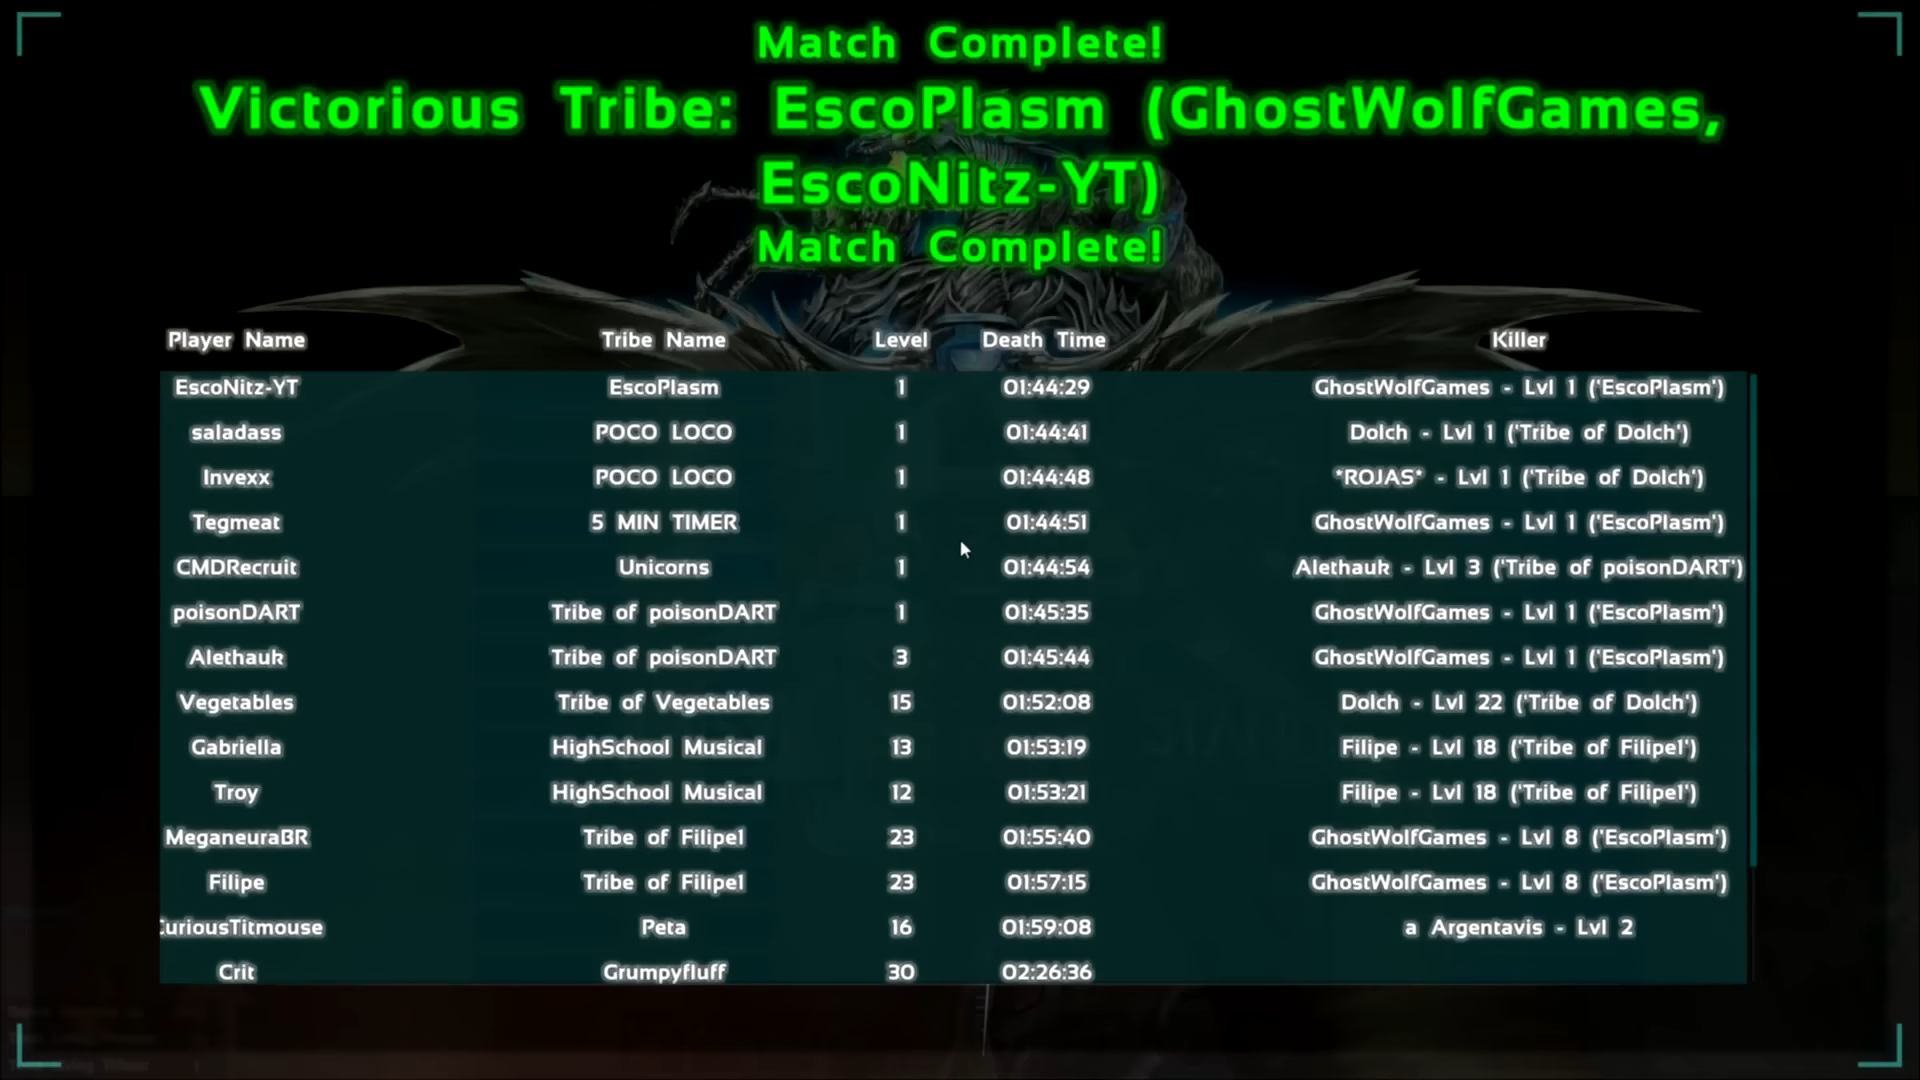 Match Complete!
Victorious Tribe: EscoPlasm (GhostWolfGames,
EscoNitz-YT)
Match Complete!
Player Name Tribe Name Level Death Time Killer
EscoNitz-YT EscoPlasm 1 01:44:29 GhostWolfGames - Lvl 1 ('EscoPlasm')
saladass POCO LOCO 1 01:44:41 Dolch - Lvl 1 ('Tribe of Dolch')
Invexx POCO LOCO 1 01:44:48 *ROJAS* - Lvl 1 ('Tribe of Dolch')
Tegmeat 5 MIN TIMER 1 01:44:51 GhostWolfGames - Lvl 1 ('EscoPlasm')
CMDRecruit Unicorns 1 01:44:54 Alethauk - Lvl 3 ('Tribe of poisonDART')
poisonDART Tribe of poisonDART 1 01:45:35 GhostWolfGames - Lvl 1 ('EscoPlasm')
Alethauk Tribe of poisonDART 3 01:45:44 GhostWolfGames - Lvl 1 ('EscoPlasm')
Vegetables Tribe of Vegetables 15 01:52:08 Dolch - Lvl 22 ('Tribe of Dolch')
Gabriella HighSchool Musical 13 01:53:19 Filipe - Lvl 18 ('Tribe of Filipe1')
Troy HighSchool Musical 12 01:53:21 Filipe - Lvl 18 ('Tribe of Filipe1')
MeganeuraBR Tribe of Filipe1 23 01:55:40 GhostWolfGames - Lvl 8 ('EscoPlasm')
Filipe Tribe of Filipe1 23 01:57:15 GhostWolfGames - Lvl 8 ('EscoPlasm')
CuriousTitmouse Peta 16 01:59:08 a Argentavis - Lvl 2
Crit Grumpyfluff 30 02:26:36